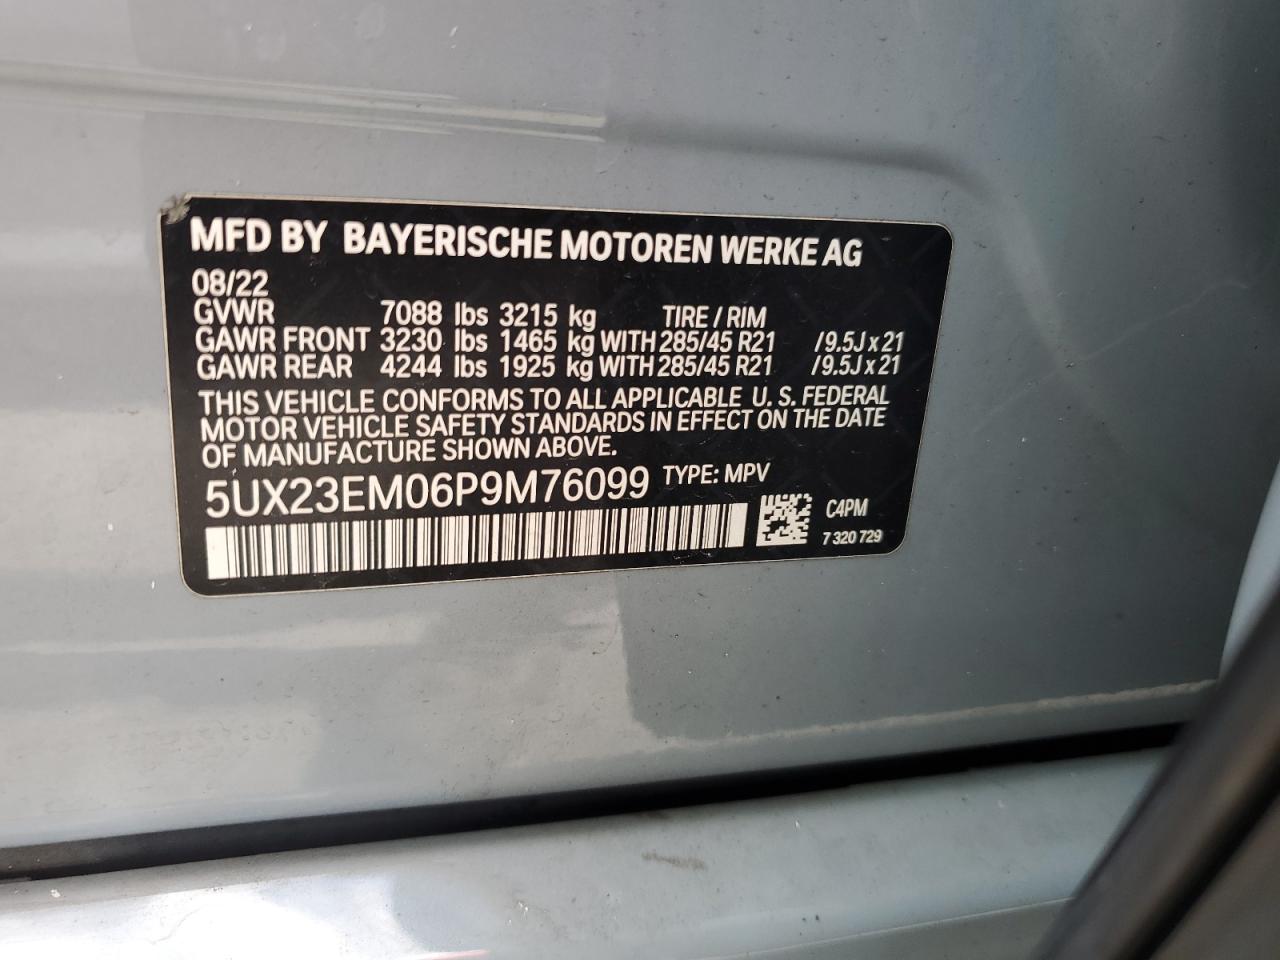 MFD BY BAYERISCHE MOTOREN WERKE AG
08/22
GVWR 7088 lbs 3215 kg TIRE / RIM
GAWR FRONT 3230 lbs 1465 kg WITH 285/45 R21 /9.5J x 21
GAWR REAR 4244 lbs 1925 kg WITH 285/45 R21 /9.5J x 21
THIS VEHICLE CONFORMS TO ALL APPLICABLE U. S. FEDERAL
MOTOR VEHICLE SAFETY STANDARDS IN EFFECT ON THE DATE
OF MANUFACTURE SHOWN ABOVE.
5UX23EM06P9M76099 TYPE: MPV
C4PM
7 320 729